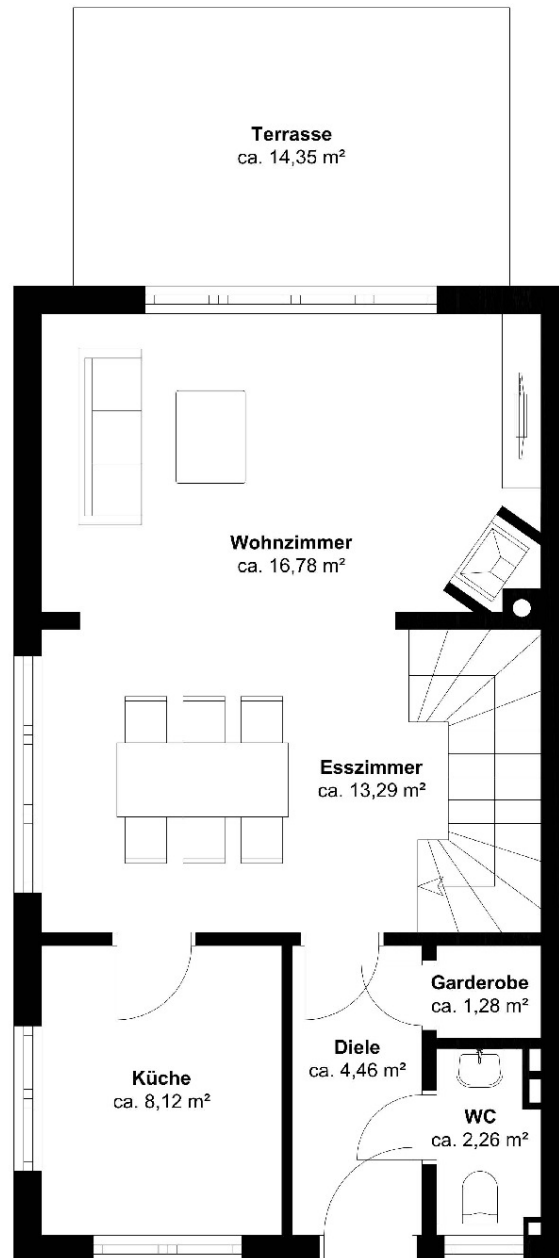 Terrasse
ca. 14,35 m²
Wohnzimmer
ca. 16,78 m²
Esszimmer
ca. 13,29 m²
Garderobe
ca. 1,28 m²
Diele
ca. 4,46 m²
Küche
ca. 8,12 m²
WC
ca. 2,26 m²